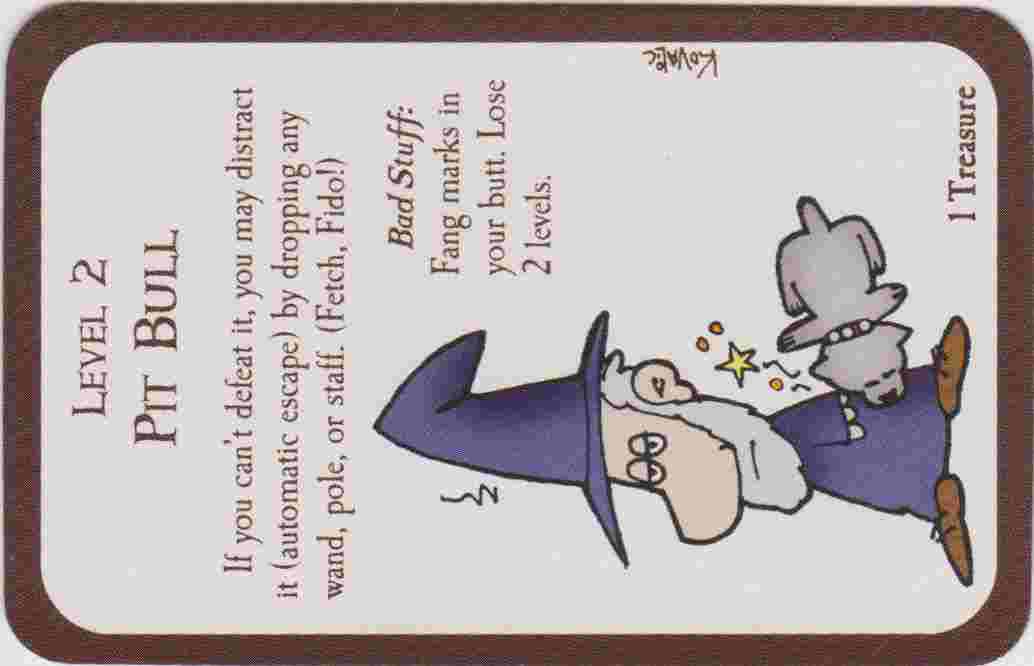 LEVEL 2
PIT BULL
If you can't defeat it, you may distract
it (automatic escape) by dropping any
wand, pole, or staff. (Fetch, Fido!)
Bad Stuff:
Fang marks in
your butt. Lose
2 levels.
KOVALIC
1 Treasure